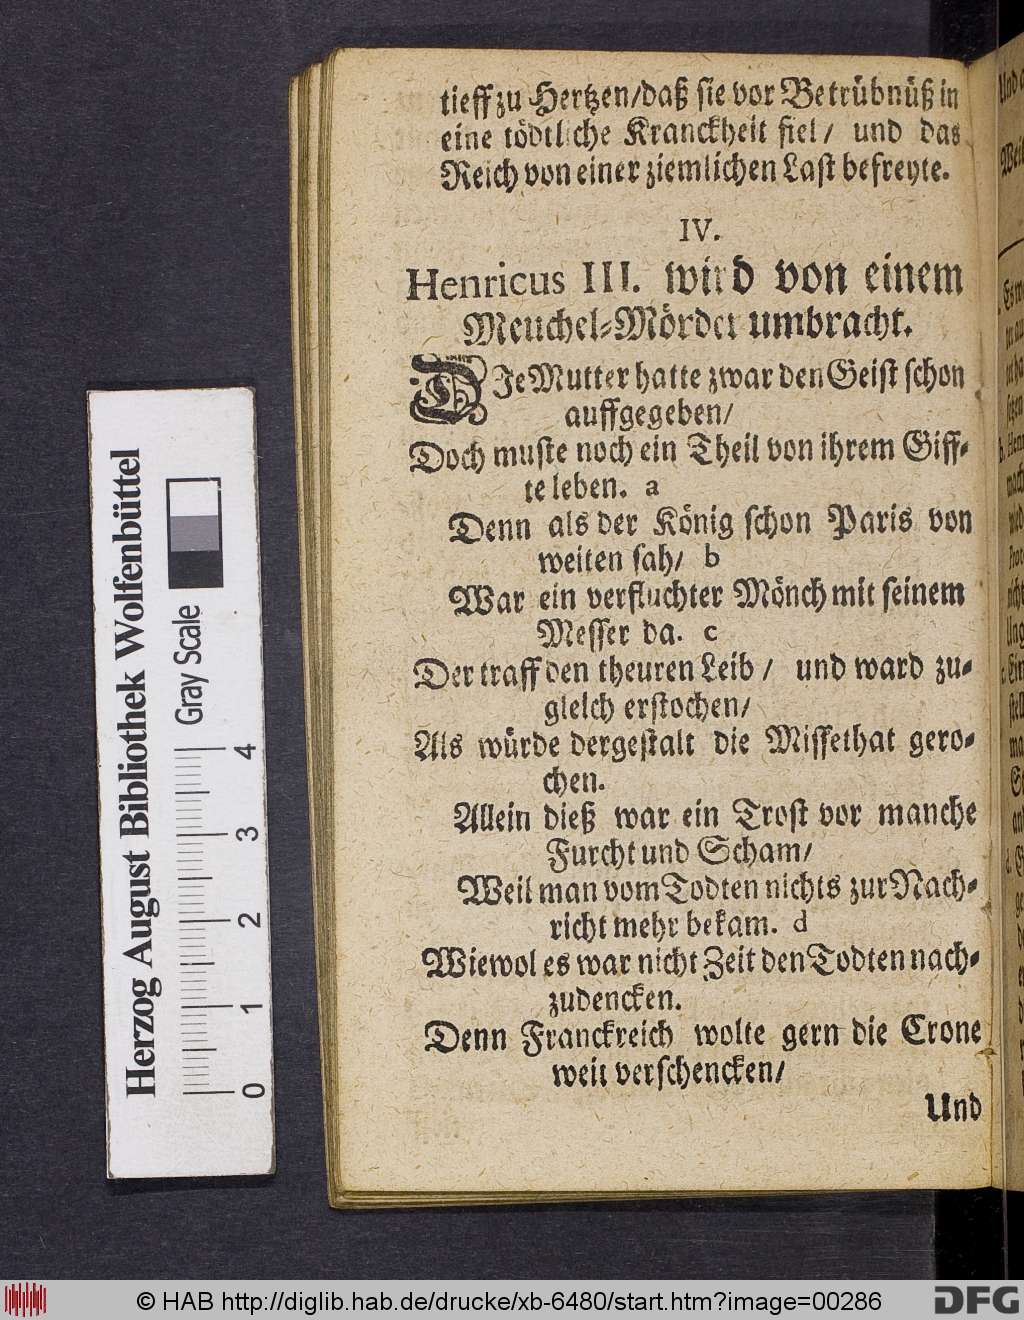 tieff zu Hertzen/daß sie vor Betrübnüß in
eine tödtliche Kranckheit fiel/ und das
Reich von einer ziemlichen Last befreyte.
IV.
Henricus III. wird von einem
Meuchel-Mörder umbracht.
DJe Mutter hatte zwar den Geist schon
auffgegeben/
Doch muste noch ein Theil von ihrem Giff-
te leben. a
Denn als der König schon Paris von
weiten sah/ b
War ein verfluchter Mönch mit seinem
Messer da. c
Der traff den theuren Leib/ und ward zu-
gleich erstochen/
Als würde dergestalt die Missethat gero-
chen.
Allein dieß war ein Trost vor manche
Furcht und Scham/
Weil man vom Todten nichts zur Nach-
richt mehr bekam. d
Wiewol es war nicht Zeit den Todten nach-
zudencken.
Denn Franckreich wolte gern die Crone
weit verschencken/
Und
Herzog August Bibliothek Wolfenbüttel
Gray Scale
0 1 2 3 4
© HAB http://diglib.hab.de/drucke/xb-6480/start.htm?image=00286
DFG